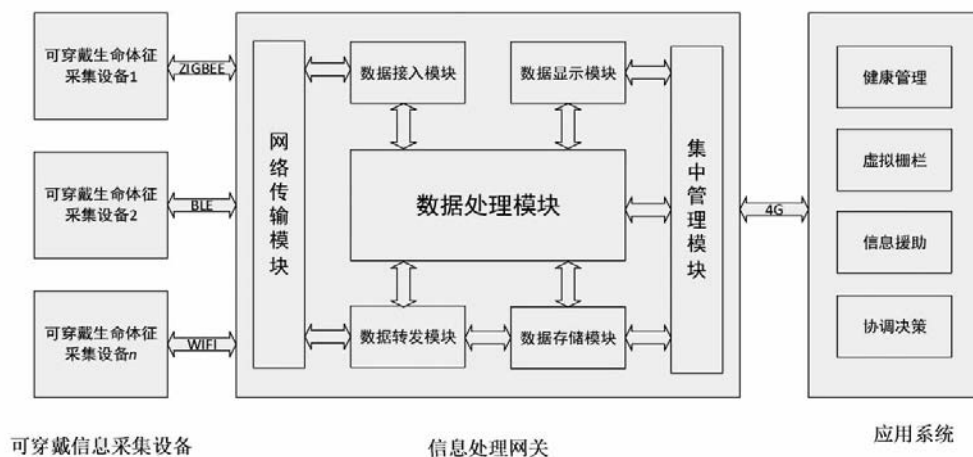 可穿戴生命体征
采集设备1
ZIGBEE
可穿戴生命体征
采集设备2
BLE
可穿戴生命体征
采集设备n
WIFI
网络传输模块
数据接入模块
数据显示模块
数据处理模块
数据转发模块
数据存储模块
集中管理模块
4G
健康管理
虚拟栅栏
信息援助
协调决策
可穿戴信息采集设备
信息处理网关
应用系统